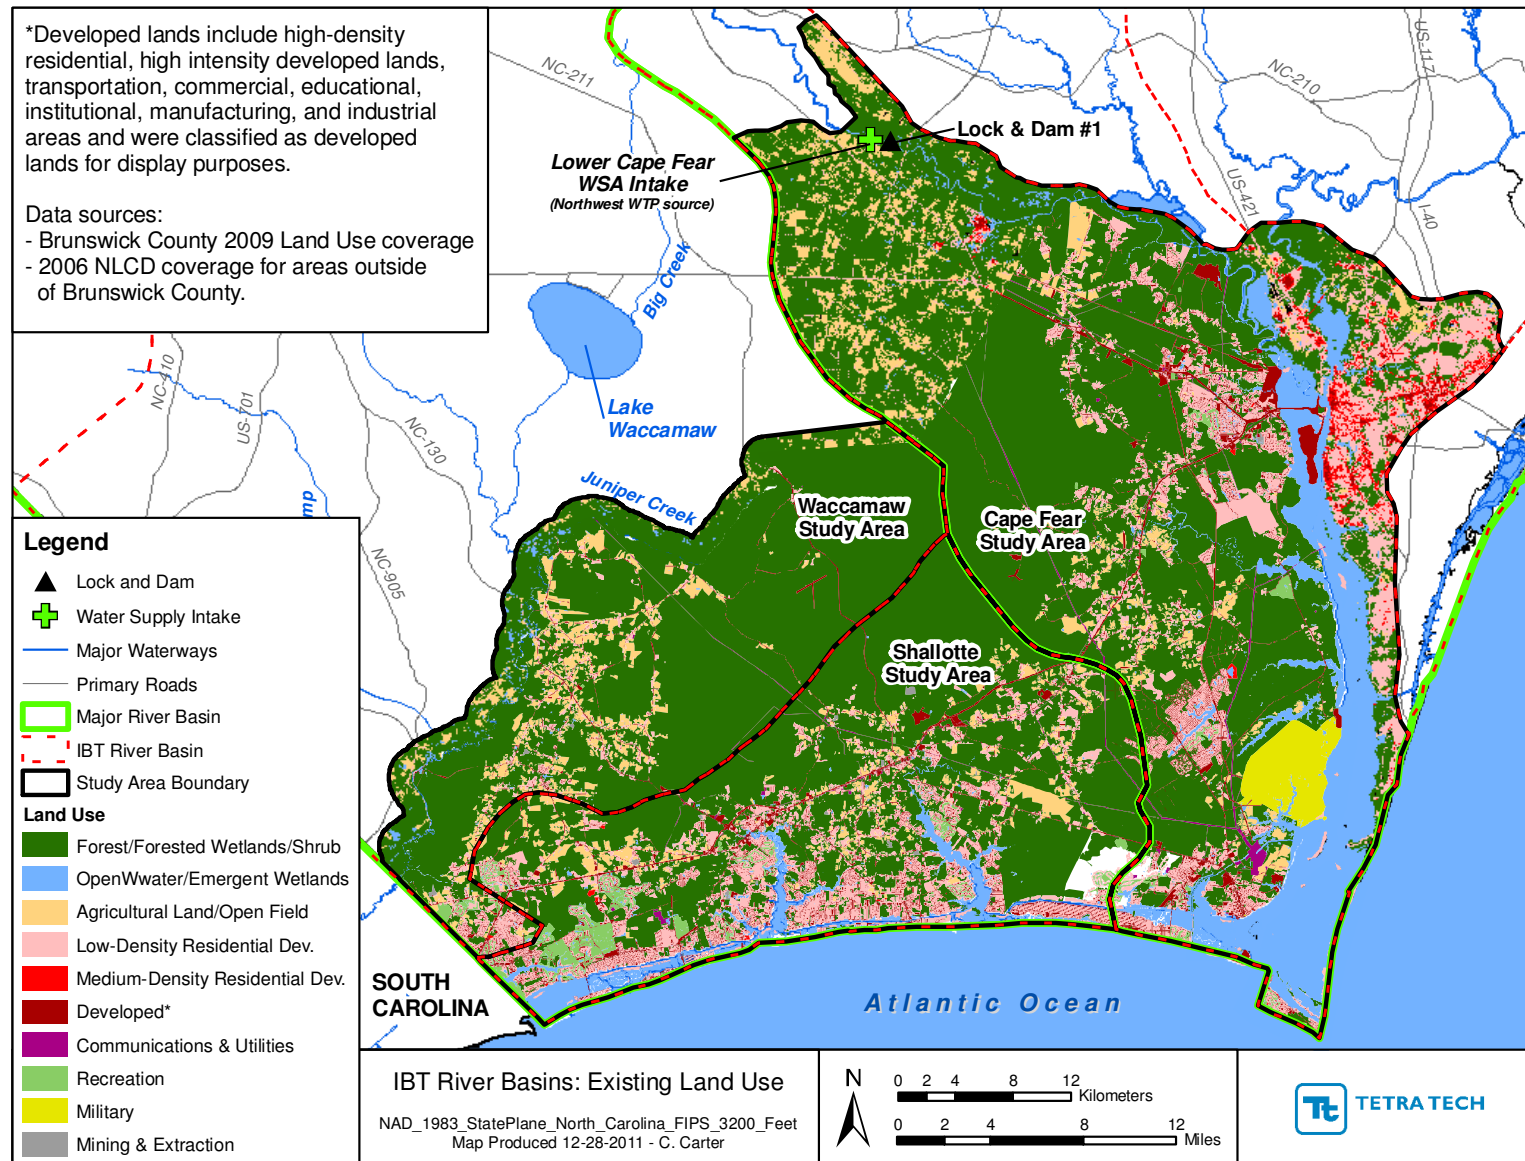 *Developed lands include high-density
residential, high intensity developed lands,
transportation, commercial, educational,
institutional, manufacturing, and industrial
areas and were classified as developed
lands for display purposes.
Data sources:
- Brunswick County 2009 Land Use coverage
- 2006 NLCD coverage for areas outside
of Brunswick County.
NC-211
NC-210
US-117
US-421
I-40
Lock & Dam #1
Lower Cape Fear
WSA Intake
(Northwest WTP source)
Big Creek
Lake
Waccamaw
NC-410
US-701
NC-130
NC-905
Juniper Creek
mp
Waccamaw
Study Area
Cape Fear
Study Area
Shallotte
Study Area
SOUTH
CAROLINA
Atlantic Ocean
Legend
Lock and Dam
Water Supply Intake
Major Waterways
Primary Roads
Major River Basin
IBT River Basin
Study Area Boundary
Land Use
Forest/Forested Wetlands/Shrub
OpenWwater/Emergent Wetlands
Agricultural Land/Open Field
Low-Density Residential Dev.
Medium-Density Residential Dev.
Developed*
Communications & Utilities
Recreation
Military
Mining & Extraction
IBT River Basins: Existing Land Use
NAD_1983_StatePlane_North_Carolina_FIPS_3200_Feet
Map Produced 12-28-2011 - C. Carter
N
0 2 4 8 12
Kilometers
0 2 4 8 12
Miles
Tt TETRA TECH